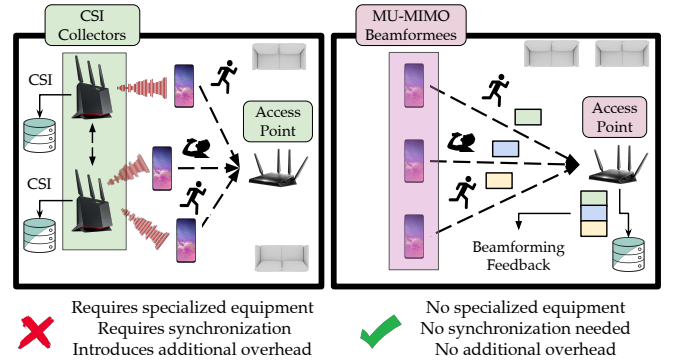 CSI
Collectors
CSI
CSI
Access
Point
Requires specialized equipment
Requires synchronization
Introduces additional overhead
MU-MIMO
Beamformees
Access
Point
Beamforming
Feedback
No specialized equipment
No synchronization needed
No additional overhead